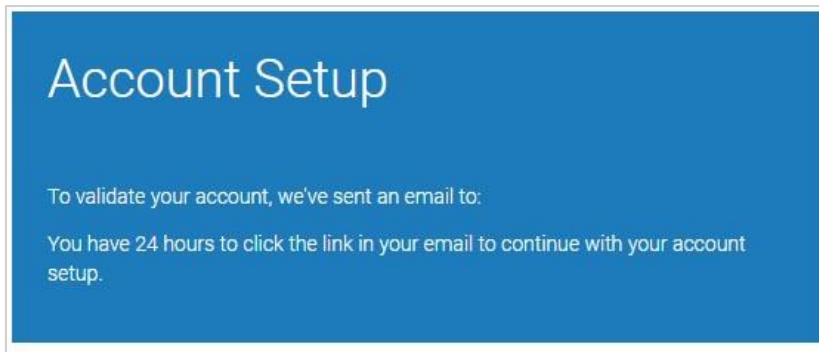 Account Setup
To validate your account, we've sent an email to:
You have 24 hours to click the link in your email to continue with your account
setup.